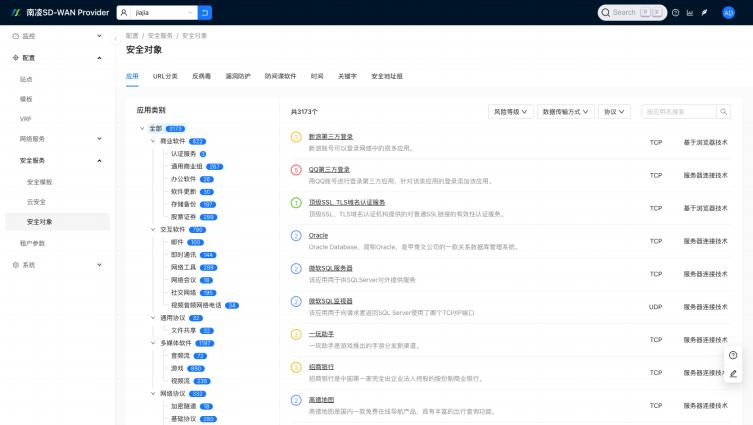 南凌SD-WAN Provider
jiajia
Search
AD
监控
配置
站点
模板
VRF
网络服务
安全服务
安全模板
云安全
安全对象
租户参数
系统
配置 / 安全服务 / 安全对象
安全对象
应用 URL分类 反病毒 漏洞防护 防间谍软件 时间 关键字 安全地址组
应用类别
全部 3173
商业软件 822
认证服务 3
通用商业组 267
办公软件 26
软件更新 30
存储备份 197
股票证券 299
交互软件 790
邮件 100
即时通讯 144
网络工具 299
网络会议 18
社交网络 195
视频音频网络电话 34
通用协议 32
文件共享 32
多媒体软件 1197
音频流 72
游戏 890
视频流 235
网络协议 332
加密隧道 18
基础协议 280
共3173个
风险等级 数据传输方式 协议 按应用名搜索
3 新浪第三方登录 TCP 基于浏览器技术
新浪账号可以登录网络中的很多应用。
5 QQ第三方登录 TCP 服务器连接技术
用QQ账号进行登录第三方应用，针对该类应用的登录添加该应用。
1 顶级SSL_TLS域名认证服务 TCP 基于浏览器技术
顶级SSL、TLS域名认证机构提供的对普通SSL链接的有效性认证服务。
2 Oracle TCP 服务器连接技术
Oracle Database，简称Oracle。是甲骨文公司的一款关系数据库管理系统。
2 微软SQL服务器 TCP 服务器连接技术
该应用用于供SQLServer对外提供服务
2 微软SQL监视器 UDP 服务器连接技术
该应用用于向请求者返回SQL Server使用了哪个TCP/IP端口
3 一玩助手 TCP 服务器连接技术
一玩助手是游戏推出的手游分发新渠道。
3 招商银行 TCP 服务器连接技术
招商银行是中国第一家完全由企业法人持股的股份制商业银行。
2 高德地图 TCP 服务器连接技术
高德地图是国内一款免费在线导航产品，具有丰富的出行查询功能。